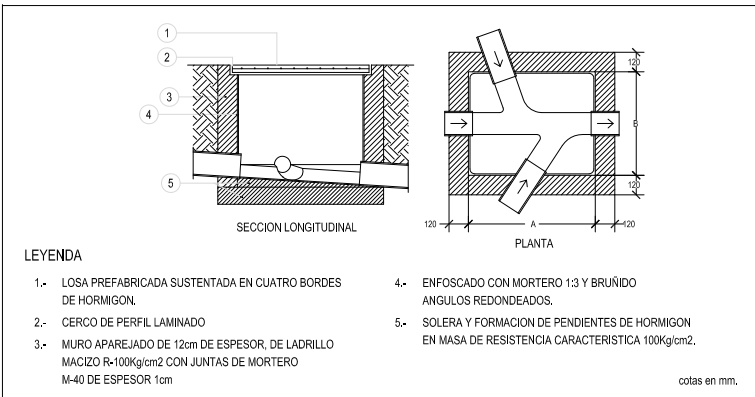 1
2
3
4
5
SECCION LONGITUDINAL
120
B
120
120
A
120
PLANTA
LEYENDA
1.- LOSA PREFABRICADA SUSTENTADA EN CUATRO BORDES
DE HORMIGON.
2.- CERCO DE PERFIL LAMINADO
3.- MURO APAREJADO DE 12cm DE ESPESOR, DE LADRILLO
MACIZO R-100Kg/cm2 CON JUNTAS DE MORTERO
M-40 DE ESPESOR 1cm
4.- ENFOSCADO CON MORTERO 1:3 Y BRUÑIDO
ANGULOS REDONDEADOS.
5.- SOLERA Y FORMACION DE PENDIENTES DE HORMIGON
EN MASA DE RESISTENCIA CARACTERISTICA 100Kg/cm2.
cotas en mm.